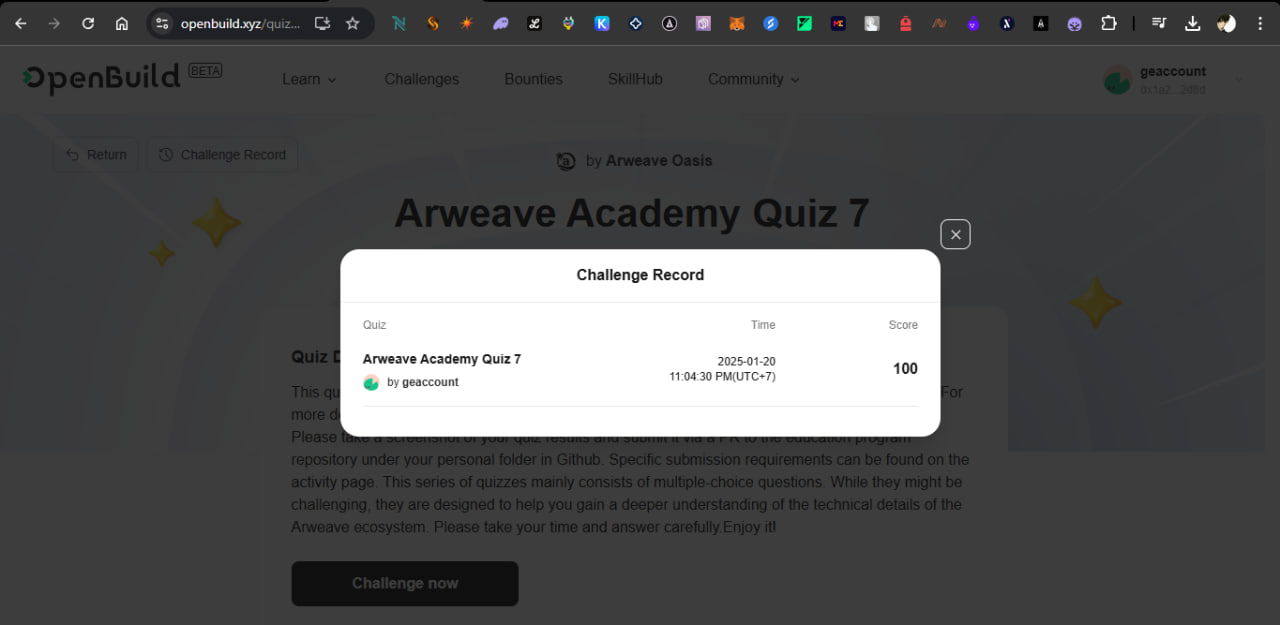 openbuild.xyz/quiz...
OpenBuild BETA
Learn
Challenges
Bounties
SkillHub
Community
geaccount
0x1a2...2d8d
Return
Challenge Record
by Arweave Oasis
Arweave Academy Quiz 7
Challenge Record
Quiz
Time
Score
Arweave Academy Quiz 7
by geaccount
2025-01-20
11:04:30 PM(UTC+7)
100
Quiz D
This qu
For
more d
Please take a screenshot of your quiz results and submit it via a PR to the education program
repository under your personal folder in Github. Specific submission requirements can be found on the
activity page. This series of quizzes mainly consists of multiple-choice questions. While they might be
challenging, they are designed to help you gain a deeper understanding of the technical details of the
Arweave ecosystem. Please take your time and answer carefully.Enjoy it!
Challenge now